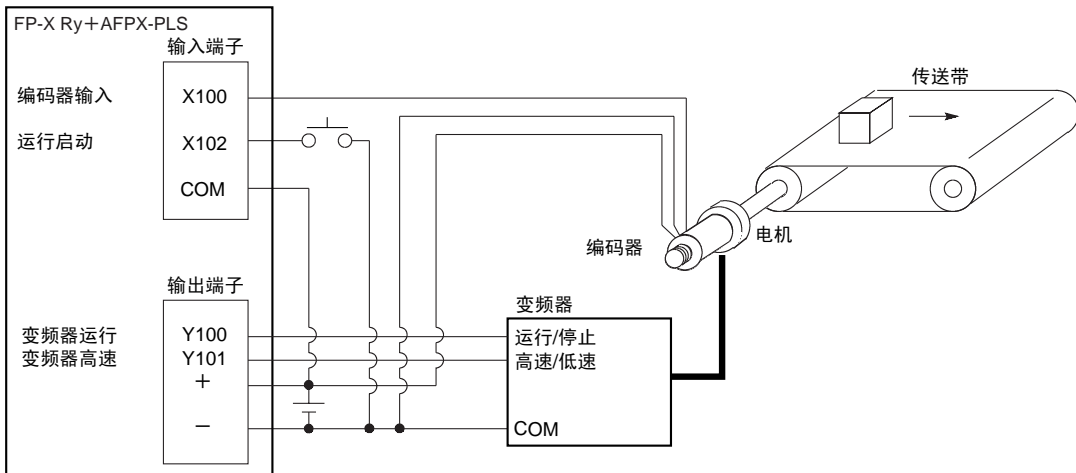 FP-X Ry+AFPX-PLS
输入端子
编码器输入 X100
运行启动 X102
COM
传送带
编码器
电机
输出端子
变频器
变频器运行 Y100 运行/停止
变频器高速 Y101 高速/低速
+
－ COM